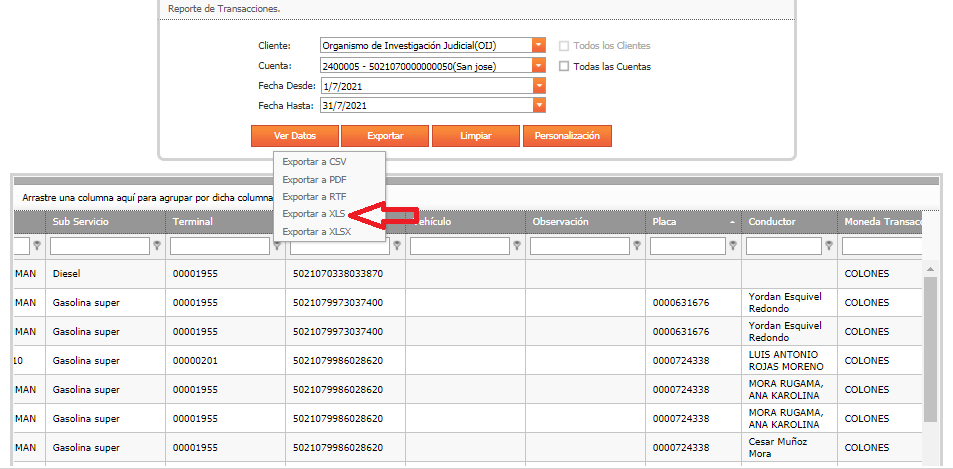 Reporte de Transacciones.
Cliente: Organismo de Investigación Judicial(OIJ) Todos los Clientes
Cuenta: 2400005 - 5021070000000050(San jose) Todas las Cuentas
Fecha Desde: 1/7/2021
Fecha Hasta: 31/7/2021
Ver Datos Exportar Limpiar Personalización
Exportar a CSV
Exportar a PDF
Exportar a RTF
Exportar a XLS
Exportar a XLSX
Arrastre una columna aquí para agrupar por dicha columna
Sub Servicio Terminal Vehículo Observación Placa Conductor Moneda Transacc
MAN Diesel 00001955 5021070338033870 COLONES
MAN Gasolina super 00001955 5021079973037400 0000631676 Yordan Esquivel COLONES
Redondo
MAN Gasolina super 00001955 5021079973037400 0000631676 Yordan Esquivel COLONES
Redondo
10 Gasolina super 00000201 5021079986028620 0000724338 LUIS ANTONIO COLONES
ROJAS MORENO
MAN Gasolina super 00001955 5021079986028620 0000724338 MORA RUGAMA, COLONES
ANA KAROLINA
MAN Gasolina super 00001955 5021079986028620 0000724338 MORA RUGAMA, COLONES
ANA KAROLINA
MAN Gasolina super 00001955 5021079986028620 0000724338 Cesar Muñoz COLONES
Mora